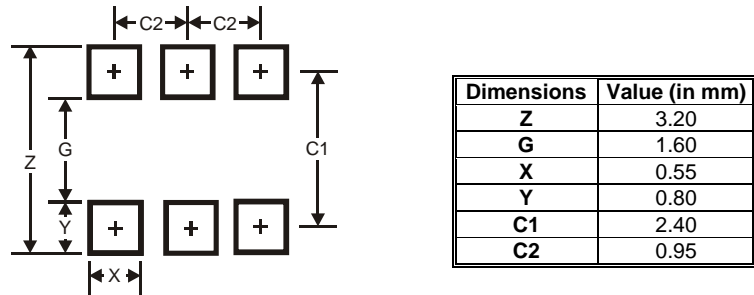 C2 C2
Z
G
Y
C1
X
Dimensions Value (in mm)
Z 3.20
G 1.60
X 0.55
Y 0.80
C1 2.40
C2 0.95